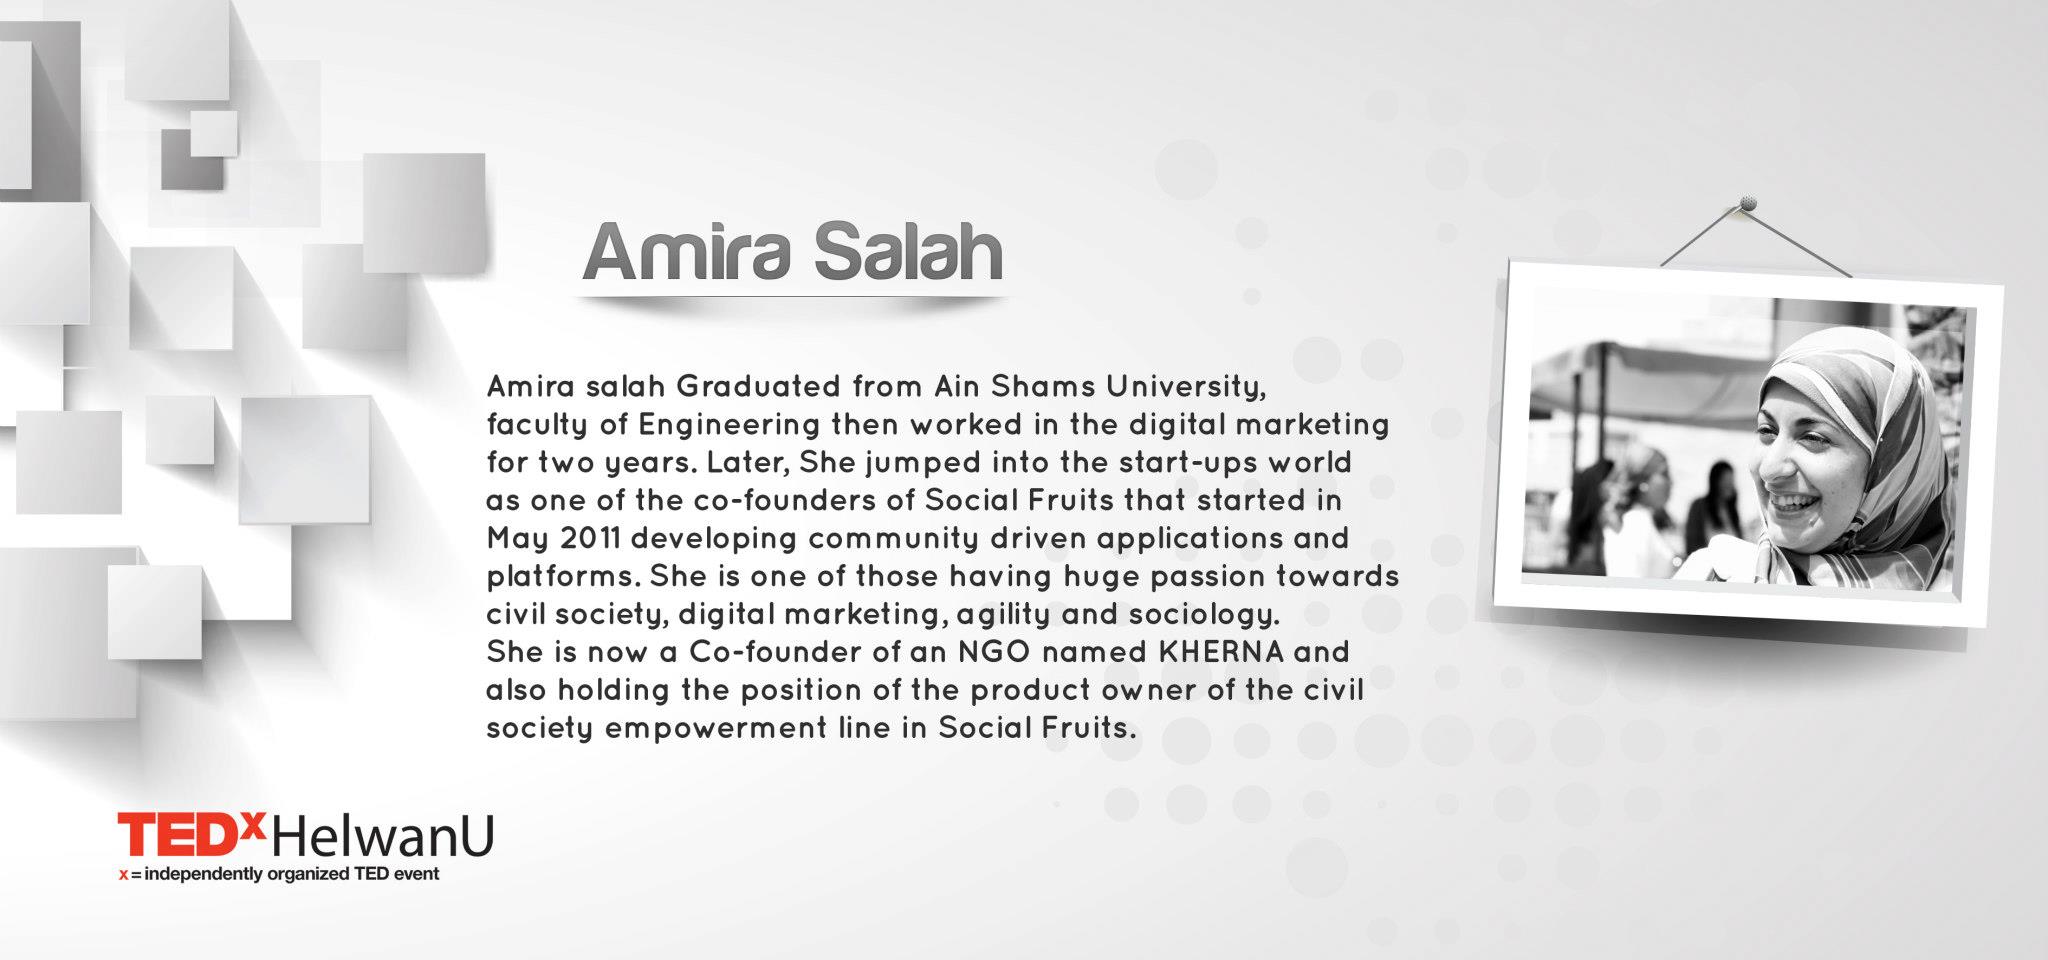 Amira Salah
Amira salah Graduated from Ain Shams University,
faculty of Engineering then worked in the digital marketing
for two years. Later, She jumped into the start-ups world
as one of the co-founders of Social Fruits that started in
May 2011 developing community driven applications and
platforms. She is one of those having huge passion towards
civil society, digital marketing, agility and sociology.
She is now a Co-founder of an NGO named KHERNA and
also holding the position of the product owner of the civil
society empowerment line in Social Fruits.
TEDxHelwanU
x = independently organized TED event